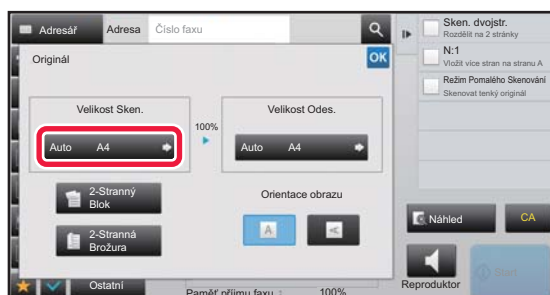 Adresář
Adresa
Číslo faxu
Originál
OK
Velikost Sken.
Auto A4
100%
Velikost Odes.
Auto A4
2-Stranný
Blok
2-Stranná
Brožura
Orientace obrazu
A
A
Ostatní
Paměť příjmu faxu : 100%
Sken. dvojstr.
Rozdělit na 2 stránky
N:1
Vložit více stran na stranu A
Režim Pomalého Skenování
Skenovat tenký originál
Náhled
CA
Reproduktor
Start